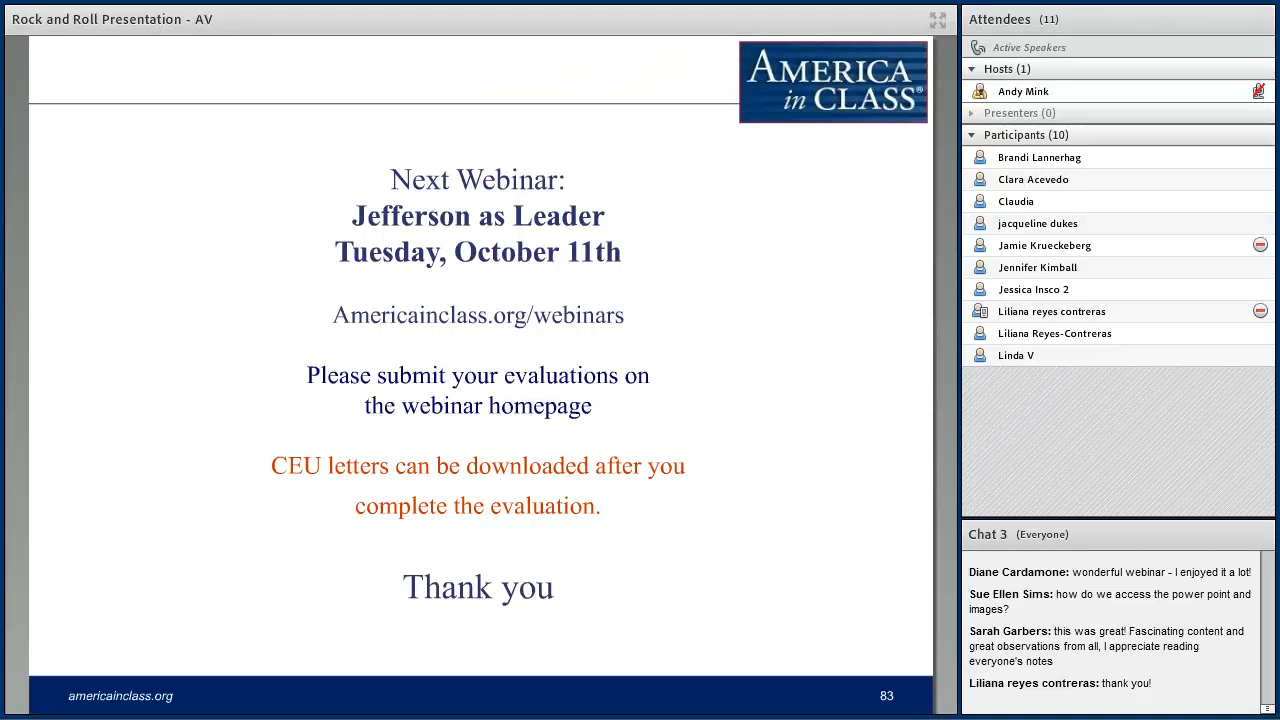 Rock and Roll Presentation - AV
AMERICA
in CLASS®
Next Webinar:
Jefferson as Leader
Tuesday, October 11th
Americainclass.org/webinars
Please submit your evaluations on
the webinar homepage
CEU letters can be downloaded after you
complete the evaluation.
Thank you
americainclass.org
83
Attendees (11)
Active Speakers
Hosts (1)
Andy Mink
Presenters (0)
Participants (10)
Brandi Lannerhag
Clara Acevedo
Claudia
jacqueline dukes
Jamie Krueckeberg
Jennifer Kimball
Jessica Insco 2
Liliana reyes contreras
Liliana Reyes-Contreras
Linda V
Chat 3 (Everyone)
Diane Cardamone: wonderful webinar - I enjoyed it a lot!
Sue Ellen Sims: how do we access the power point and
images?
Sarah Garbers: this was great! Fascinating content and
great observations from all, I appreciate reading
everyone's notes
Liliana reyes contreras: thank you!